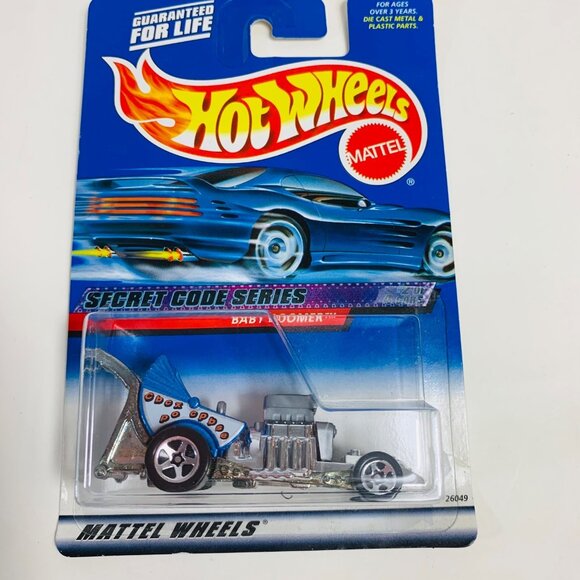 GUARANTEED
FOR LIFE
FOR AGES
OVER 3 YEARS.
DIE CAST METAL &
PLASTIC PARTS.
HOT WHEELS
MATTEL
®
SECRET CODE SERIES
BABY BOOMER™
26049
MATTEL WHEELS®